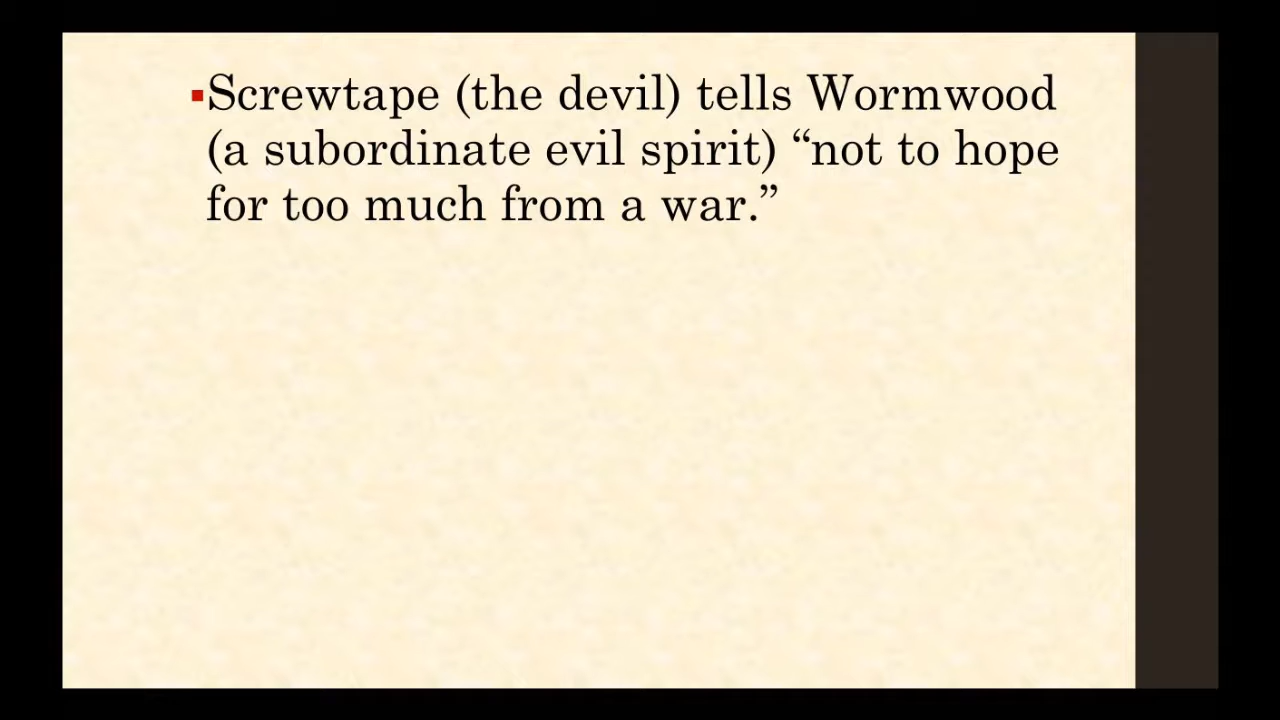 ▪Screwtape (the devil) tells Wormwood
(a subordinate evil spirit) “not to hope
for too much from a war.”